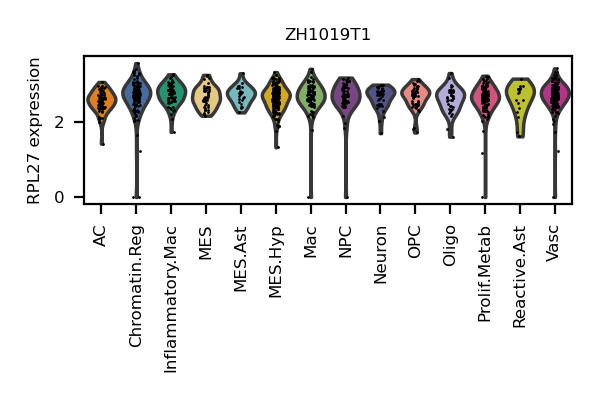 ZH1019T1
RPL27 expression
2
0
AC
Chromatin.Reg
Inflammatory.Mac
MES
MES.Ast
MES.Hyp
Mac
NPC
Neuron
OPC
Oligo
Prolif.Metab
Reactive.Ast
Vasc